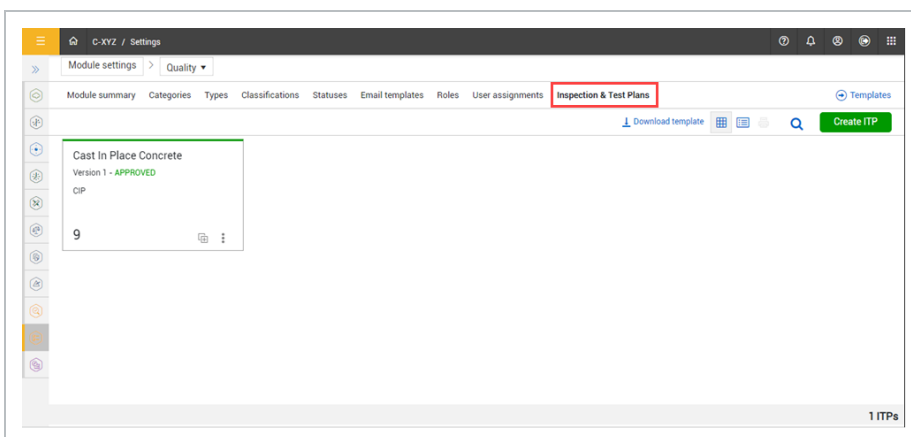 C-XYZ / Settings
Module settings > Quality
Module summary Categories Types Classifications Statuses Email templates Roles User assignments Inspection & Test Plans Templates
Download template Create ITP
Cast In Place Concrete
Version 1 - APPROVED
CIP
9
1 ITPs